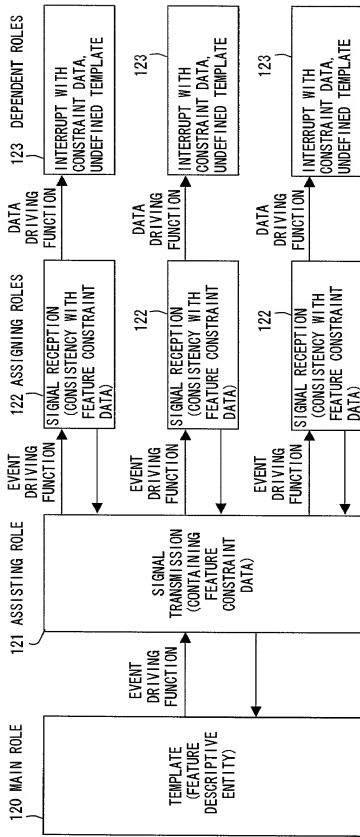 120 MAIN ROLE
TEMPLATE
(FEATURE
DESCRIPTIVE
ENTITY)
EVENT
DRIVING
FUNCTION
121 ASSISTING ROLE
SIGNAL
TRANSMISSION
(CONTAINING
FEATURE
CONSTRAINT
DATA)
EVENT
DRIVING
FUNCTION
122 ASSIGNING ROLES
SIGNAL RECEPTION
(CONSISTENCY WITH
FEATURE CONSTRAINT
DATA)
DATA
DRIVING
FUNCTION
123 DEPENDENT ROLES
INTERRUPT WITH
CONSTRAINT DATA,
UNDEFINED TEMPLATE
EVENT
DRIVING
FUNCTION
122
SIGNAL RECEPTION
(CONSISTENCY WITH
FEATURE CONSTRAINT
DATA)
DATA
DRIVING
FUNCTION
123
INTERRUPT WITH
CONSTRAINT DATA,
UNDEFINED TEMPLATE
EVENT
DRIVING
FUNCTION
122
SIGNAL RECEPTION
(CONSISTENCY WITH
FEATURE CONSTRAINT
DATA)
DATA
DRIVING
FUNCTION
123
INTERRUPT WITH
CONSTRAINT DATA,
UNDEFINED TEMPLATE